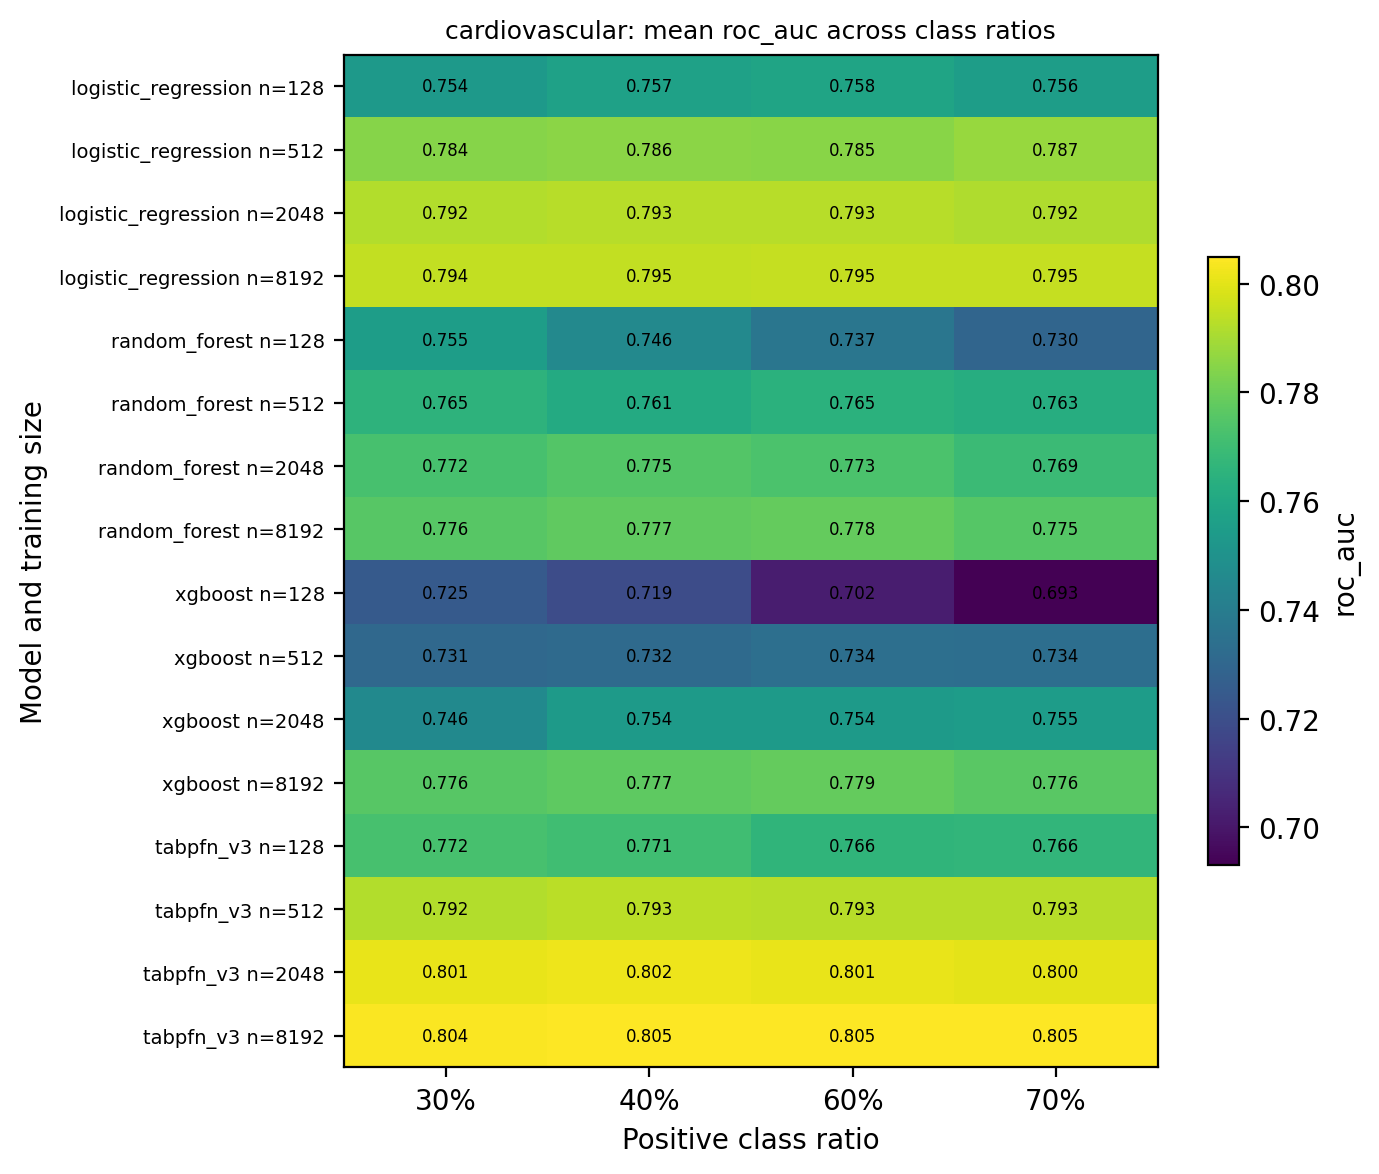 cardiovascular: mean roc_auc across class ratios
logistic_regression n=128 0.754 0.757 0.758 0.756
logistic_regression n=512 0.784 0.786 0.785 0.787
logistic_regression n=2048 0.792 0.793 0.793 0.792
logistic_regression n=8192 0.794 0.795 0.795 0.795
random_forest n=128 0.755 0.746 0.737 0.730
random_forest n=512 0.765 0.761 0.765 0.763
random_forest n=2048 0.772 0.775 0.773 0.769
random_forest n=8192 0.776 0.777 0.778 0.775
xgboost n=128 0.725 0.719 0.702 0.693
xgboost n=512 0.731 0.732 0.734 0.734
xgboost n=2048 0.746 0.754 0.754 0.755
xgboost n=8192 0.776 0.777 0.779 0.776
tabpfn_v3 n=128 0.772 0.771 0.766 0.766
tabpfn_v3 n=512 0.792 0.793 0.793 0.793
tabpfn_v3 n=2048 0.801 0.802 0.801 0.800
tabpfn_v3 n=8192 0.804 0.805 0.805 0.805
30% 40% 60% 70%
Positive class ratio
Model and training size
0.80
0.78
0.76
0.74
0.72
0.70
roc_auc